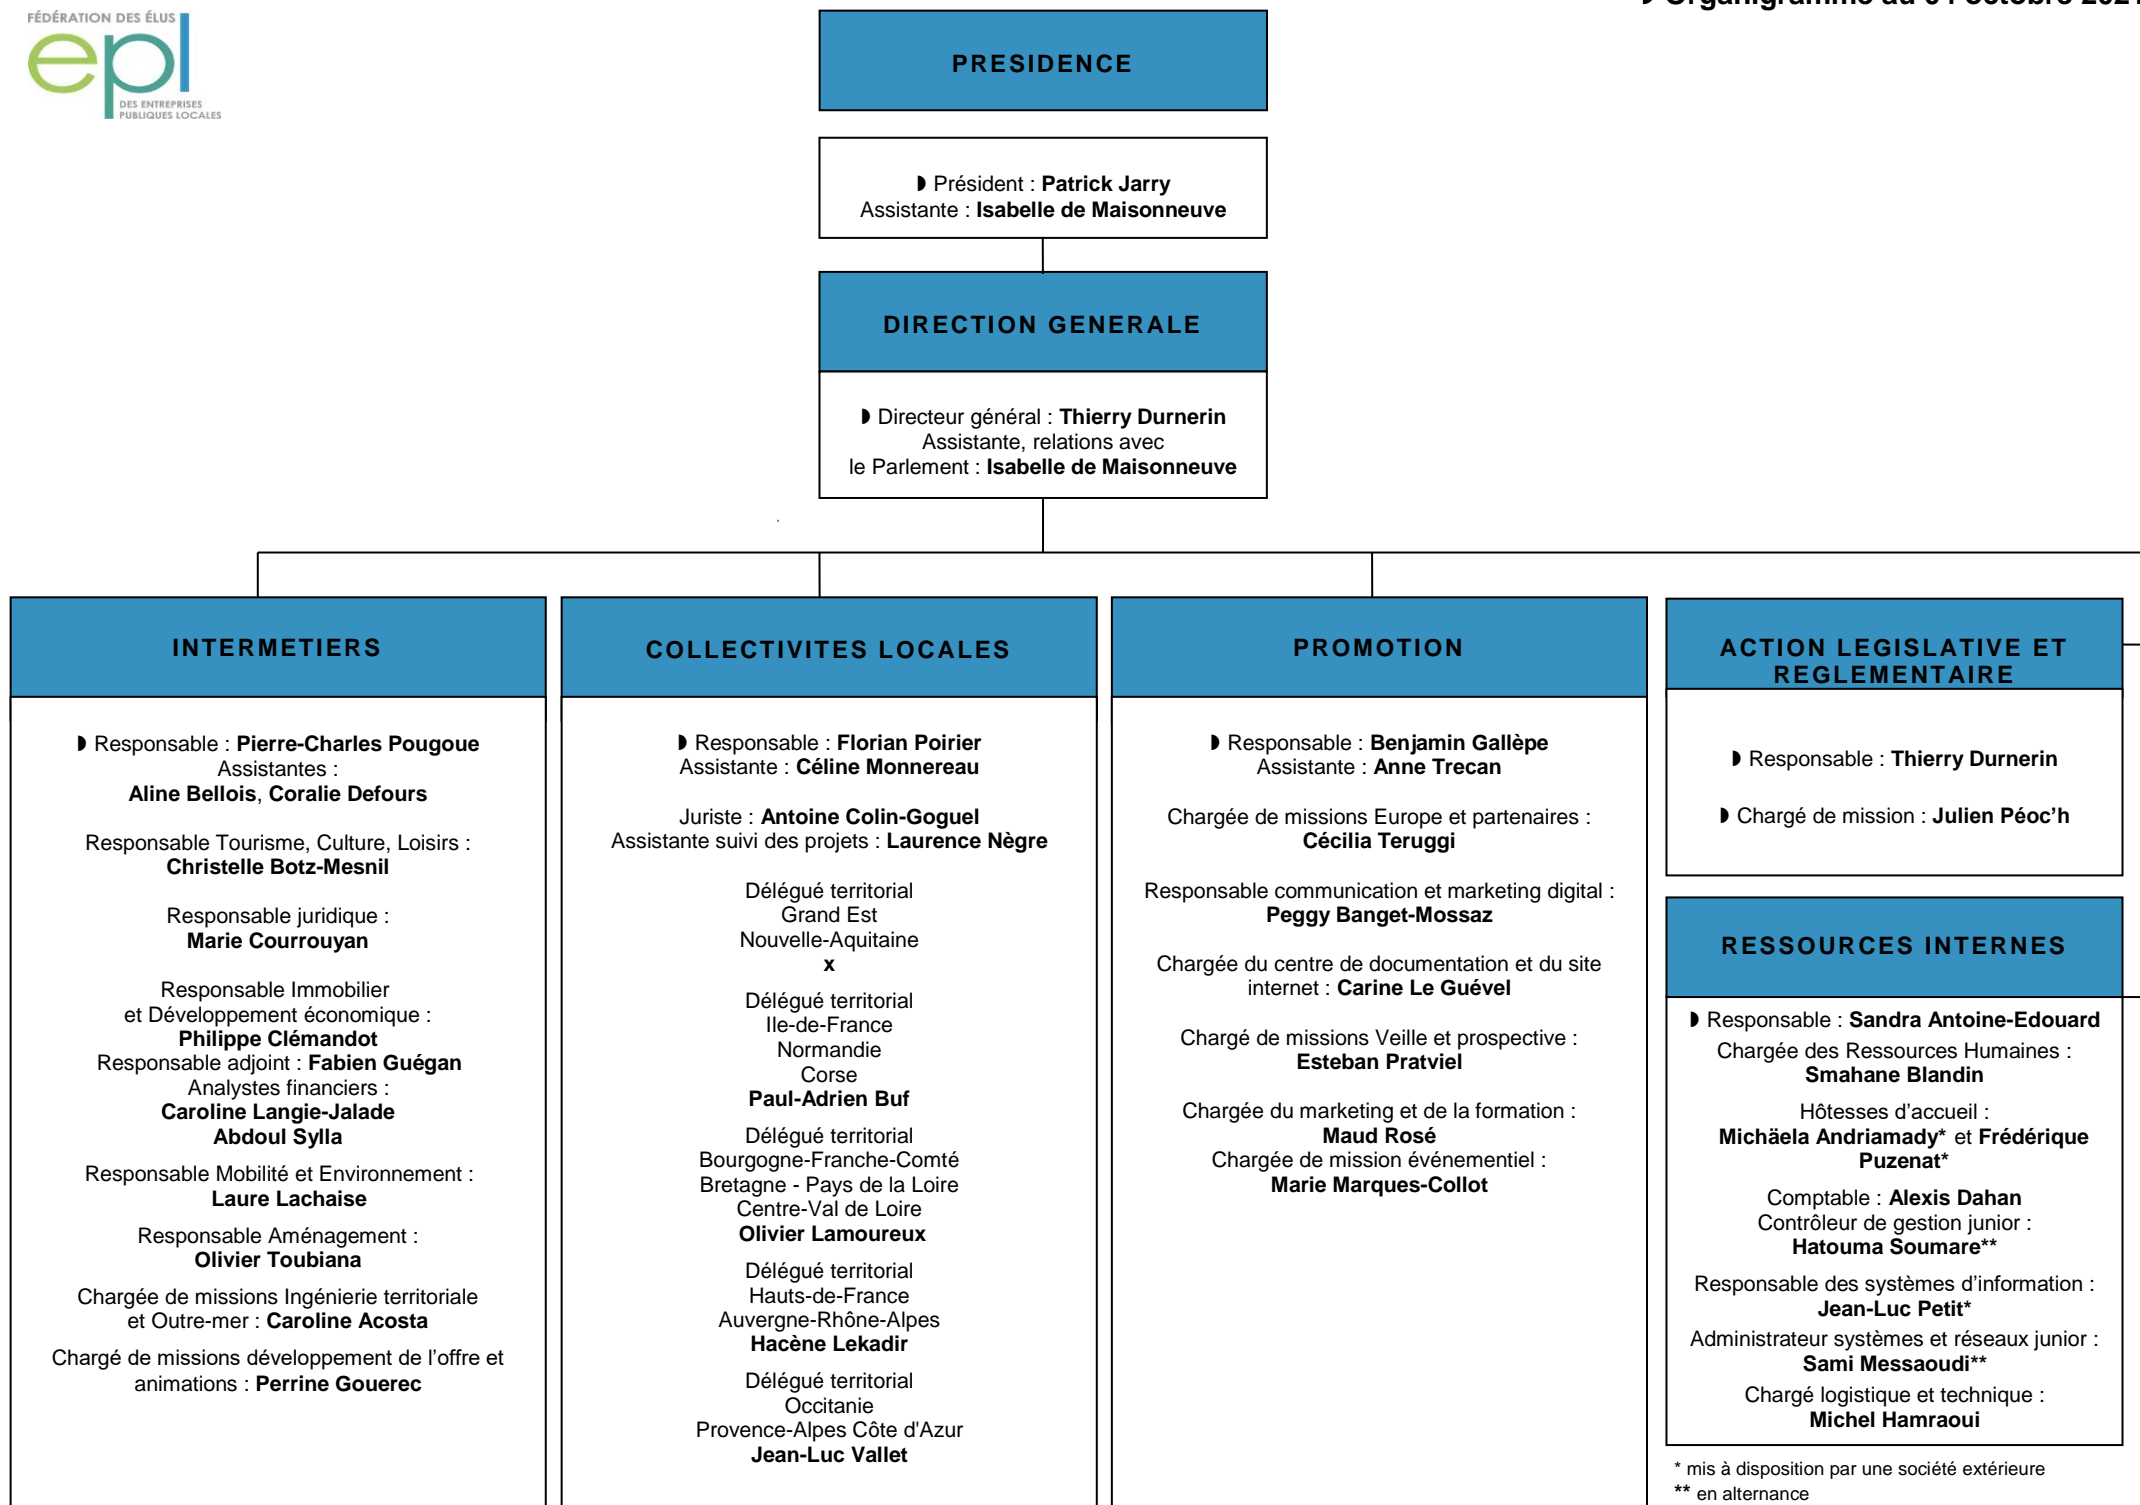 FÉDÉRATION DES ÉLUS
epl
DES ENTREPRISES
PUBLIQUES LOCALES
PRESIDENCE
◗ Président : Patrick Jarry
Assistante : Isabelle de Maisonneuve
DIRECTION GENERALE
◗ Directeur général : Thierry Durnerin
Assistante, relations avec
le Parlement : Isabelle de Maisonneuve
INTERMETIERS
◗ Responsable : Pierre-Charles Pougoue
Assistantes :
Aline Bellois, Coralie Defours
Responsable Tourisme, Culture, Loisirs :
Christelle Botz-Mesnil
Responsable juridique :
Marie Courrouyan
Responsable Immobilier
et Développement économique :
Philippe Clémandot
Responsable adjoint : Fabien Guégan
Analystes financiers :
Caroline Langie-Jalade
Abdoul Sylla
Responsable Mobilité et Environnement :
Laure Lachaise
Responsable Aménagement :
Olivier Toubiana
Chargée de missions Ingénierie territoriale
et Outre-mer : Caroline Acosta
Chargé de missions développement de l’offre et
animations : Perrine Gouerec
COLLECTIVITES LOCALES
◗ Responsable : Florian Poirier
Assistante : Céline Monnereau
Juriste : Antoine Colin-Goguel
Assistante suivi des projets : Laurence Nègre
Délégué territorial
Grand Est
Nouvelle-Aquitaine
x
Délégué territorial
Ile-de-France
Normandie
Corse
Paul-Adrien Buf
Délégué territorial
Bourgogne-Franche-Comté
Bretagne - Pays de la Loire
Centre-Val de Loire
Olivier Lamoureux
Délégué territorial
Hauts-de-France
Auvergne-Rhône-Alpes
Hacène Lekadir
Délégué territorial
Occitanie
Provence-Alpes Côte d'Azur
Jean-Luc Vallet
PROMOTION
◗ Responsable : Benjamin Gallèpe
Assistante : Anne Trecan
Chargée de missions Europe et partenaires :
Cécilia Teruggi
Responsable communication et marketing digital :
Peggy Banget-Mossaz
Chargée du centre de documentation et du site
internet : Carine Le Guével
Chargé de missions Veille et prospective :
Esteban Pratviel
Chargée du marketing et de la formation :
Maud Rosé
Chargée de mission événementiel :
Marie Marques-Collot
ACTION LEGISLATIVE ET
REGLEMENTAIRE
◗ Responsable : Thierry Durnerin
◗ Chargé de mission : Julien Péoc’h
RESSOURCES INTERNES
◗ Responsable : Sandra Antoine-Edouard
Chargée des Ressources Humaines :
Smahane Blandin
Hôtesses d’accueil :
Michäela Andriamady* et Frédérique
Puzenat*
Comptable : Alexis Dahan
Contrôleur de gestion junior :
Hatouma Soumare**
Responsable des systèmes d’information :
Jean-Luc Petit*
Administrateur systèmes et réseaux junior :
Sami Messaoudi**
Chargé logistique et technique :
Michel Hamraoui
* mis à disposition par une société extérieure
** en alternance